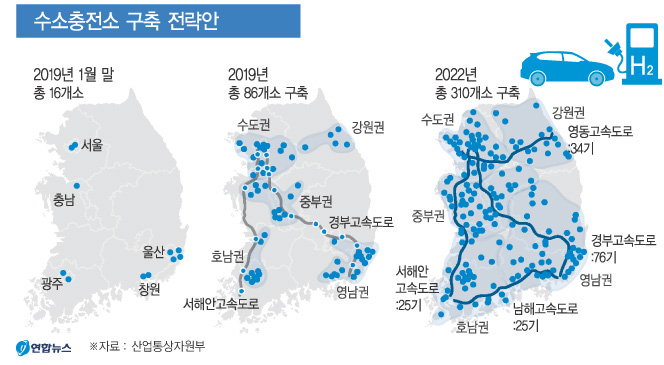 수소충전소 구축 전략안
H2
2019년 1월 말
총 16개소
서울
충남
울산
광주
창원
2019년
총 86개소 구축
수도권
강원권
중부권
경부고속도로
호남권
영남권
서해안고속도로
2022년
총 310개소 구축
강원권
수도권
영동고속도로
:34기
중부권
경부고속도로
:76기
서해안
고속도로
:25기
영남권
남해고속도로
:25기
호남권
y 연합뉴스
※자료 : 산업통상자원부